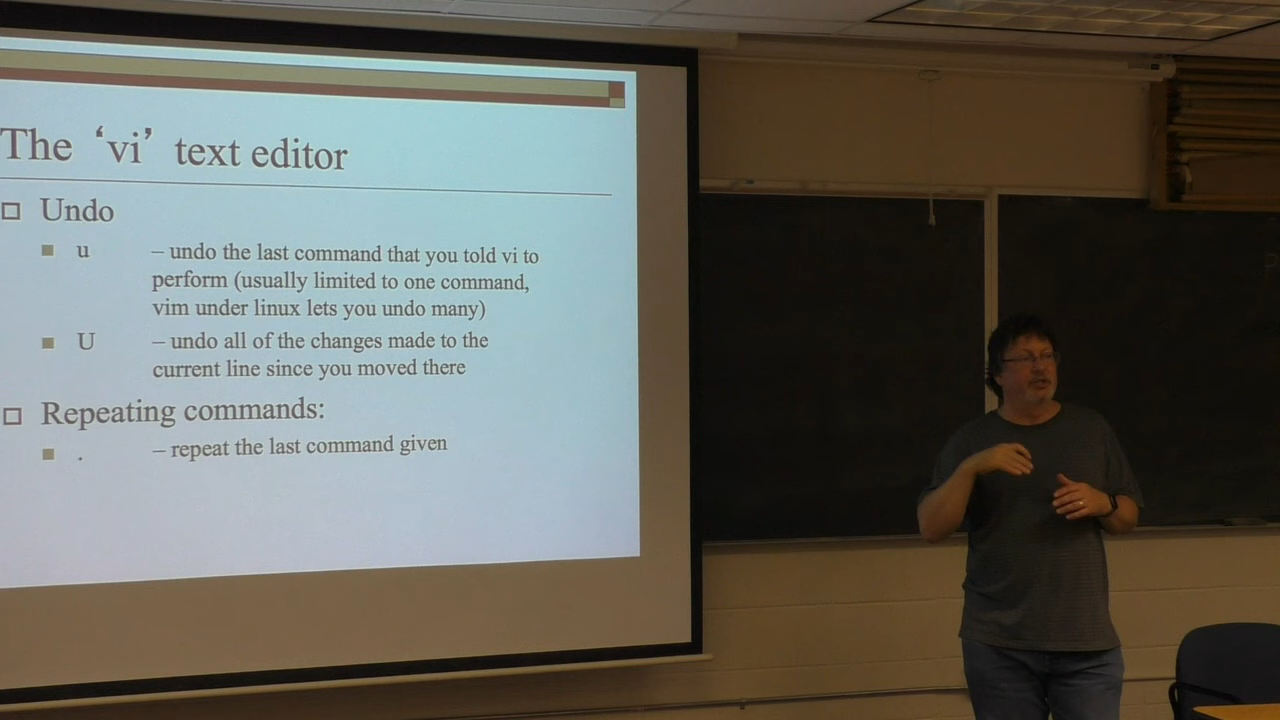 The ‘vi’ text editor
Undo
u – undo the last command that you told vi to
perform (usually limited to one command,
vim under linux lets you undo many)
U – undo all of the changes made to the
current line since you moved there
Repeating commands:
. – repeat the last command given